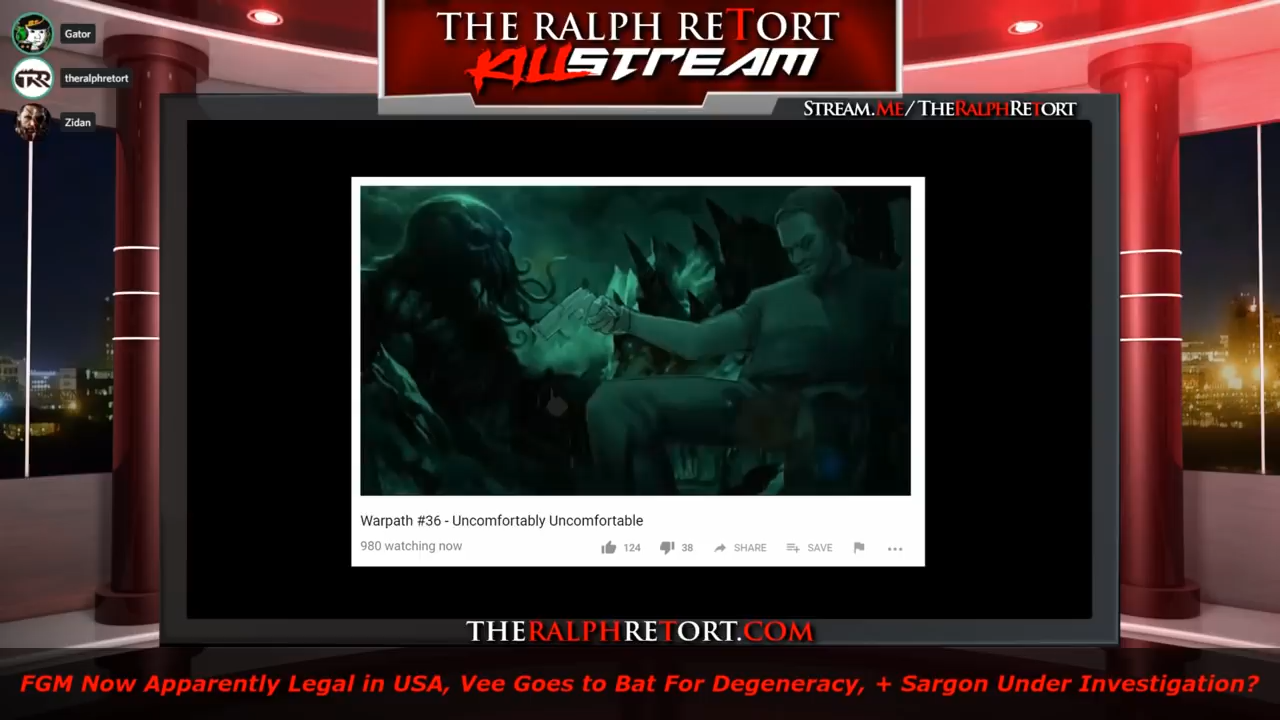 Gator
theralphretort
Zidan
TRR
THE RALPH RETORT
KILLSTREAM
STREAM.ME/THERALPHRETORT
Warpath #36 - Uncomfortably Uncomfortable
980 watching now
124
38
SHARE
SAVE
THERALPHRETORT.COM
FGM Now Apparently Legal in USA, Vee Goes to Bat For Degeneracy, + Sargon Under Investigation?